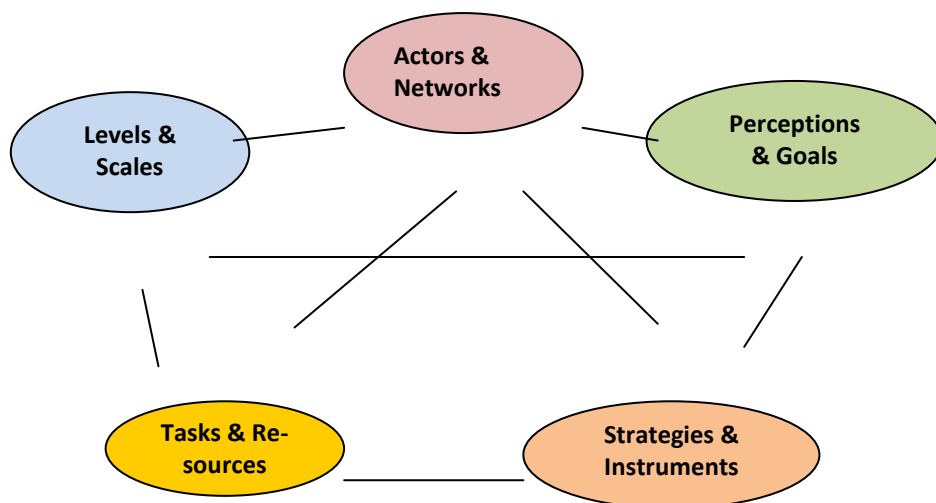 Actors &
Networks
Levels &
Scales
Perceptions
& Goals
Tasks & Re-
sources
Strategies &
Instruments